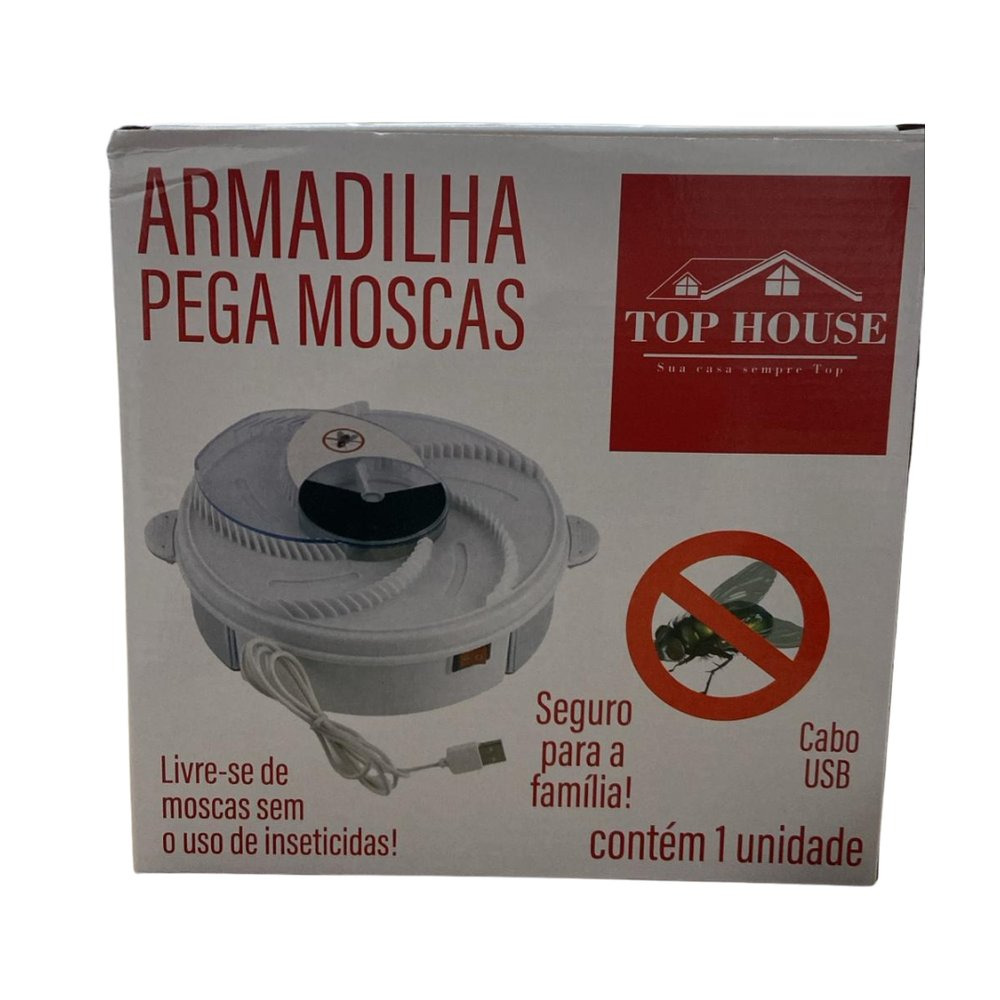 ARMADILHA
PEGA MOSCAS
TOP HOUSE
Sua casa sempre Top
Livre-se de
moscas sem
o uso de inseticidas!
Seguro
para a
família!
Cabo
USB
contém 1 unidade